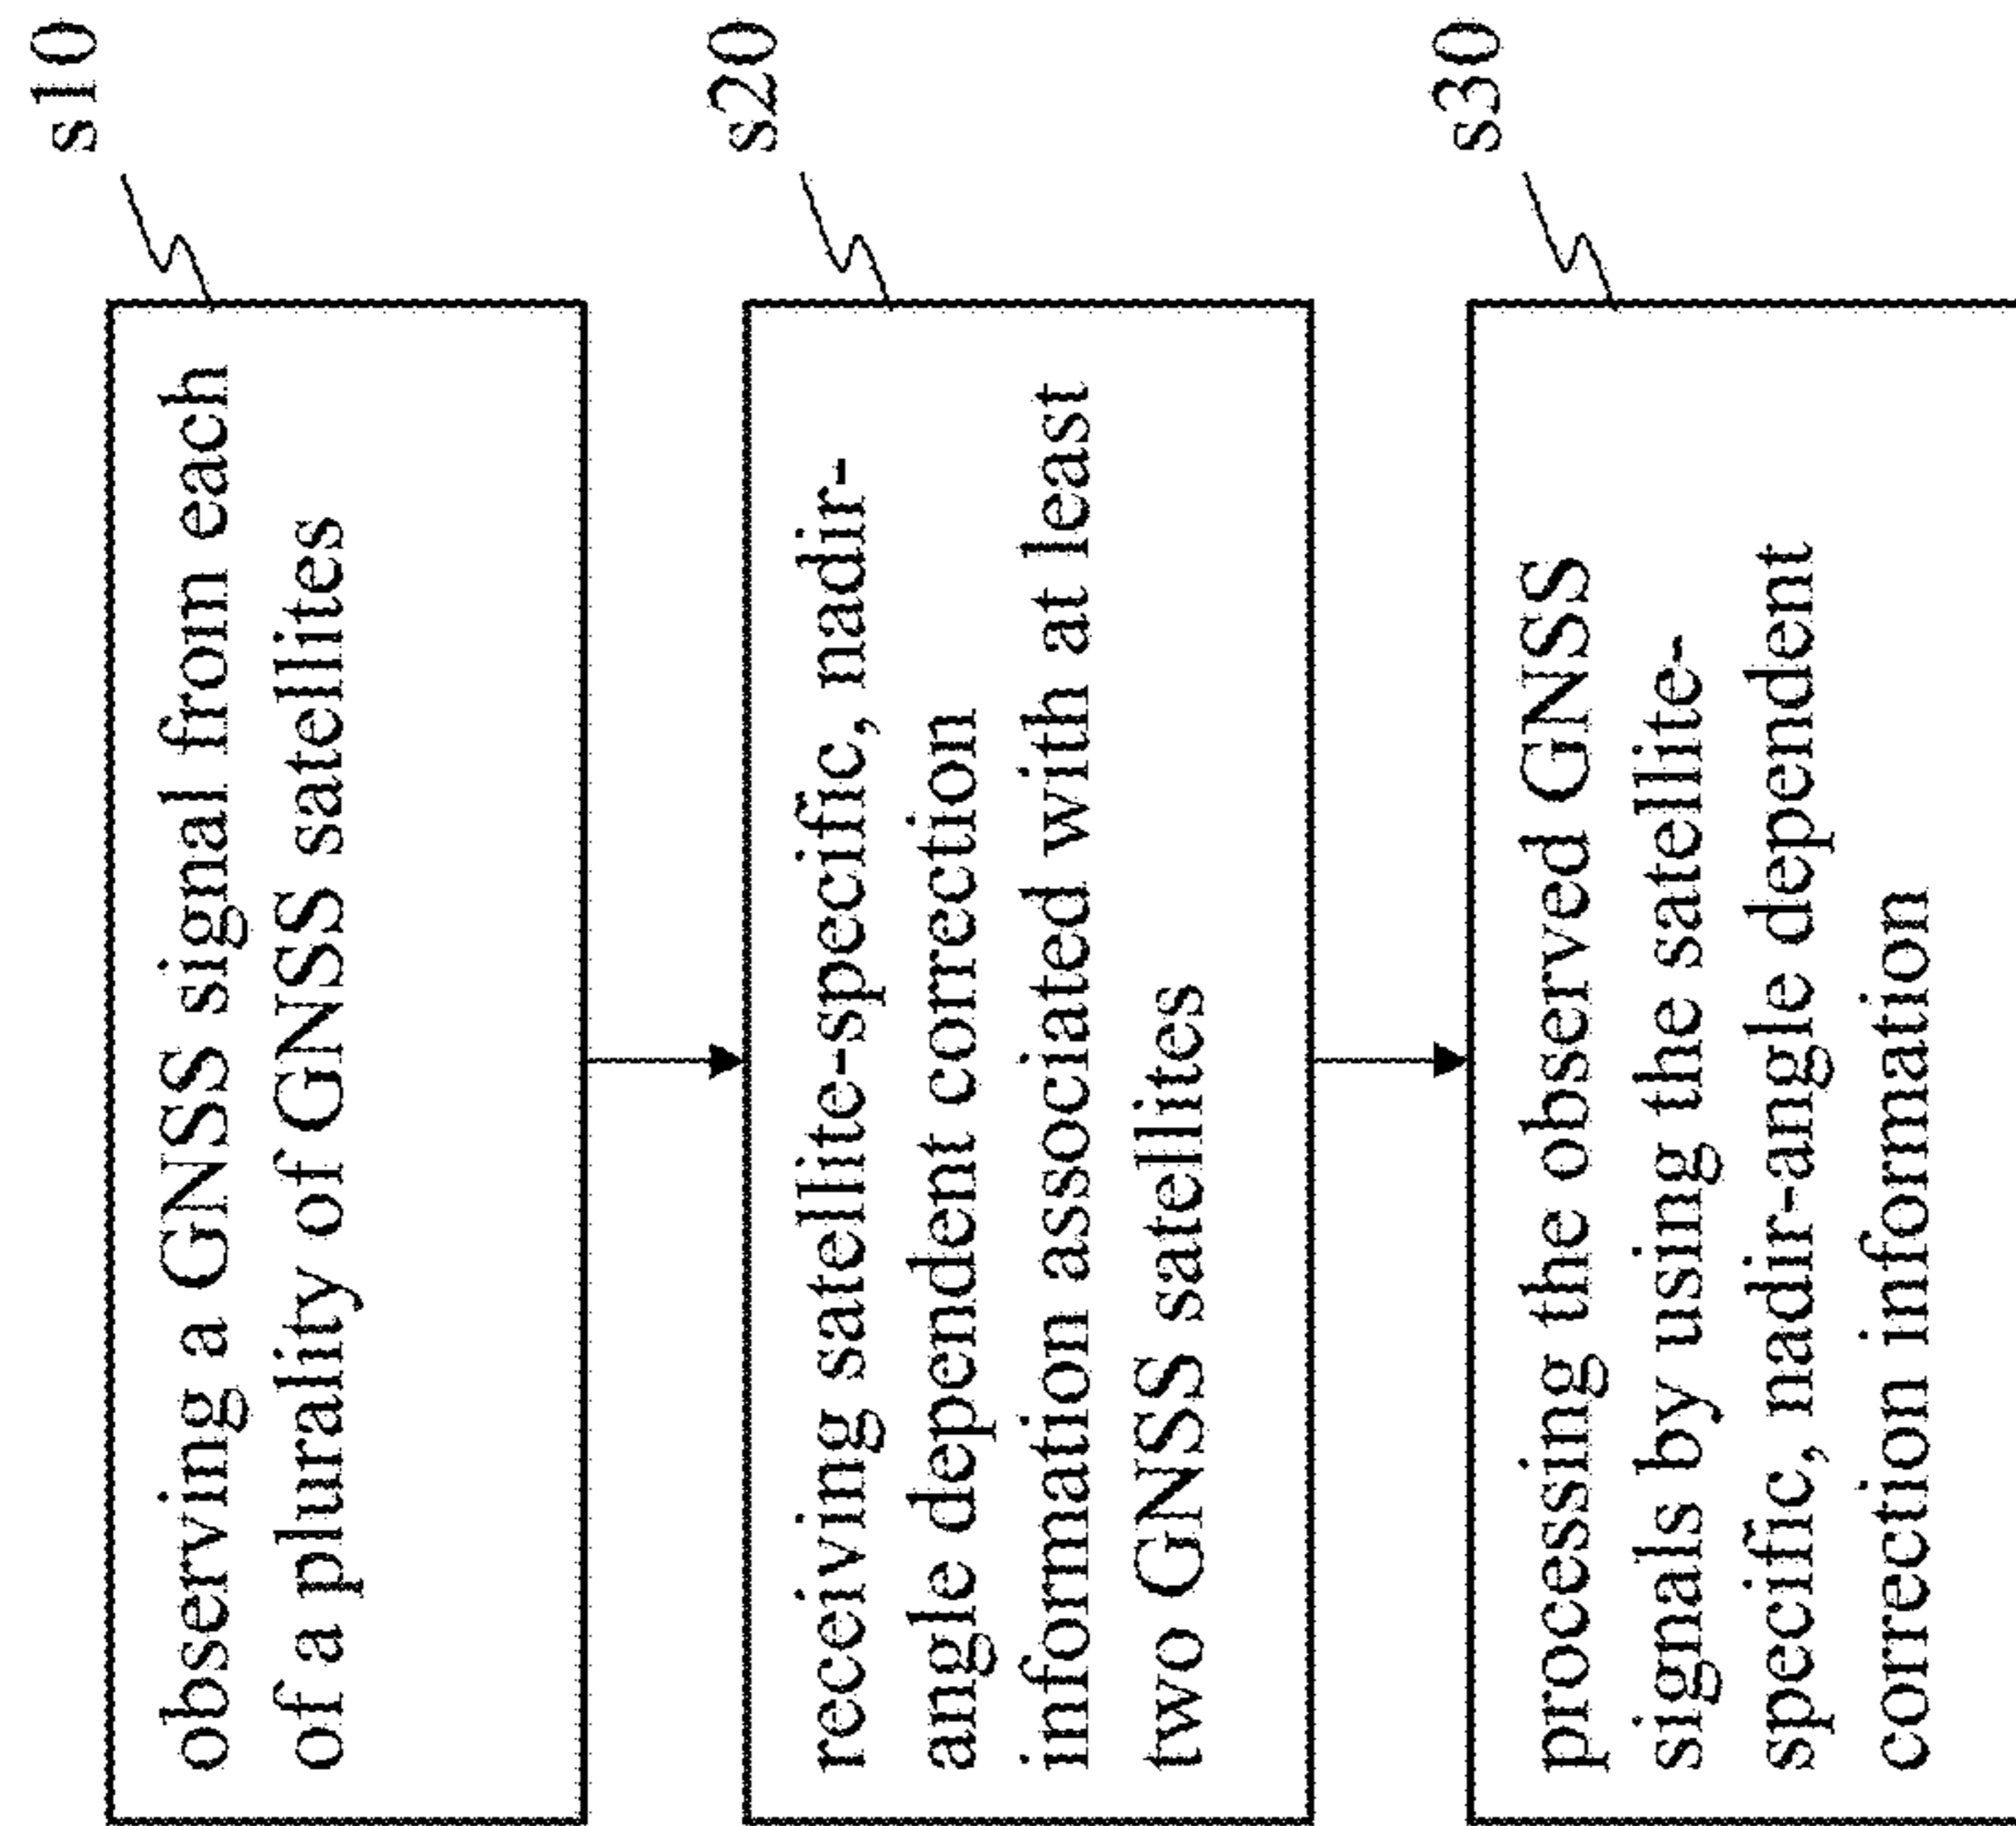 observing a GNSS signal from each
of a plurality of GNSS satellites
s10
receiving satellite-specific, nadir-
angle dependent correction
information associated with at least
two GNSS satellites
s20
processing the observed GNSS
signals by using the satellite-
specific, nadir-angle dependent
correction information
s30